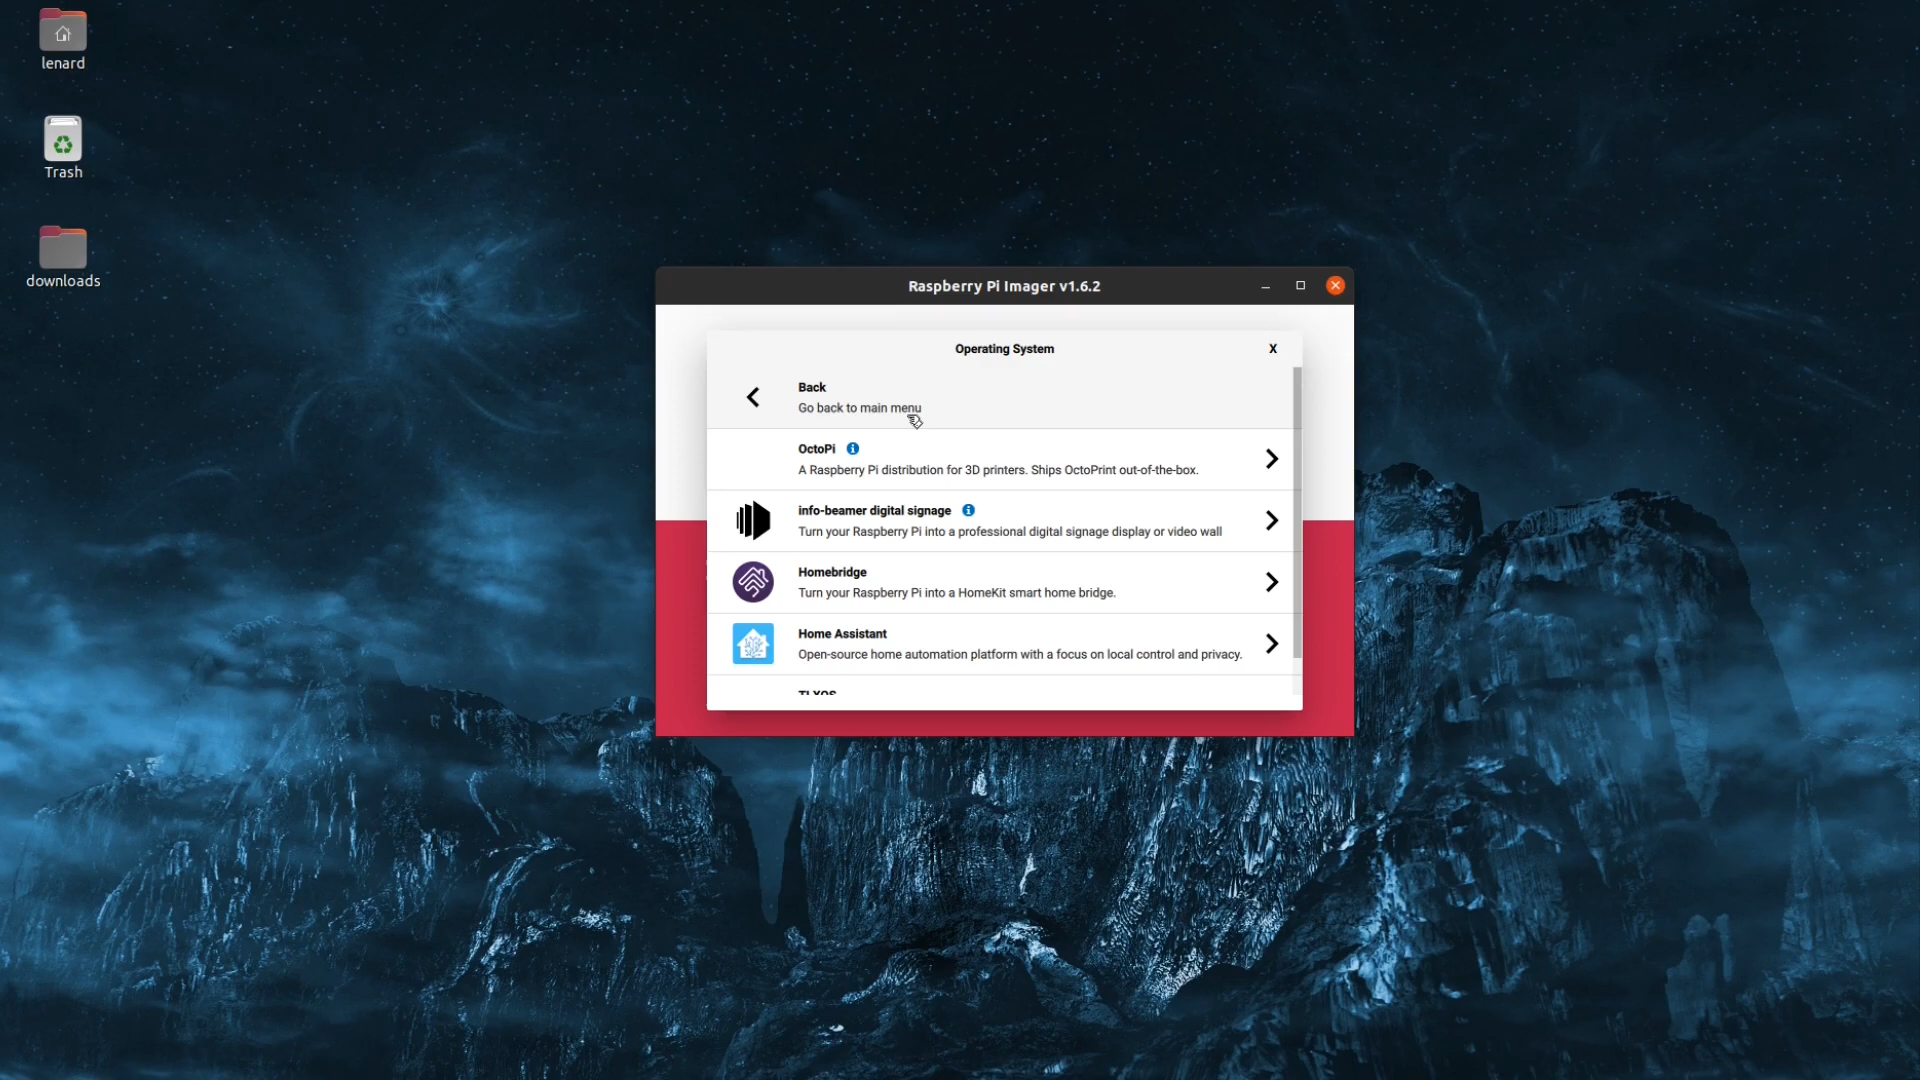 lenard
Trash
downloads
Raspberry Pi Imager v1.6.2
Operating System
X
Back
Go back to main menu
OctoPi
A Raspberry Pi distribution for 3D printers. Ships OctoPrint out-of-the-box.
info-beamer digital signage
Turn your Raspberry Pi into a professional digital signage display or video wall
Homebridge
Turn your Raspberry Pi into a HomeKit smart home bridge.
Home Assistant
Open-source home automation platform with a focus on local control and privacy.
TLXOS